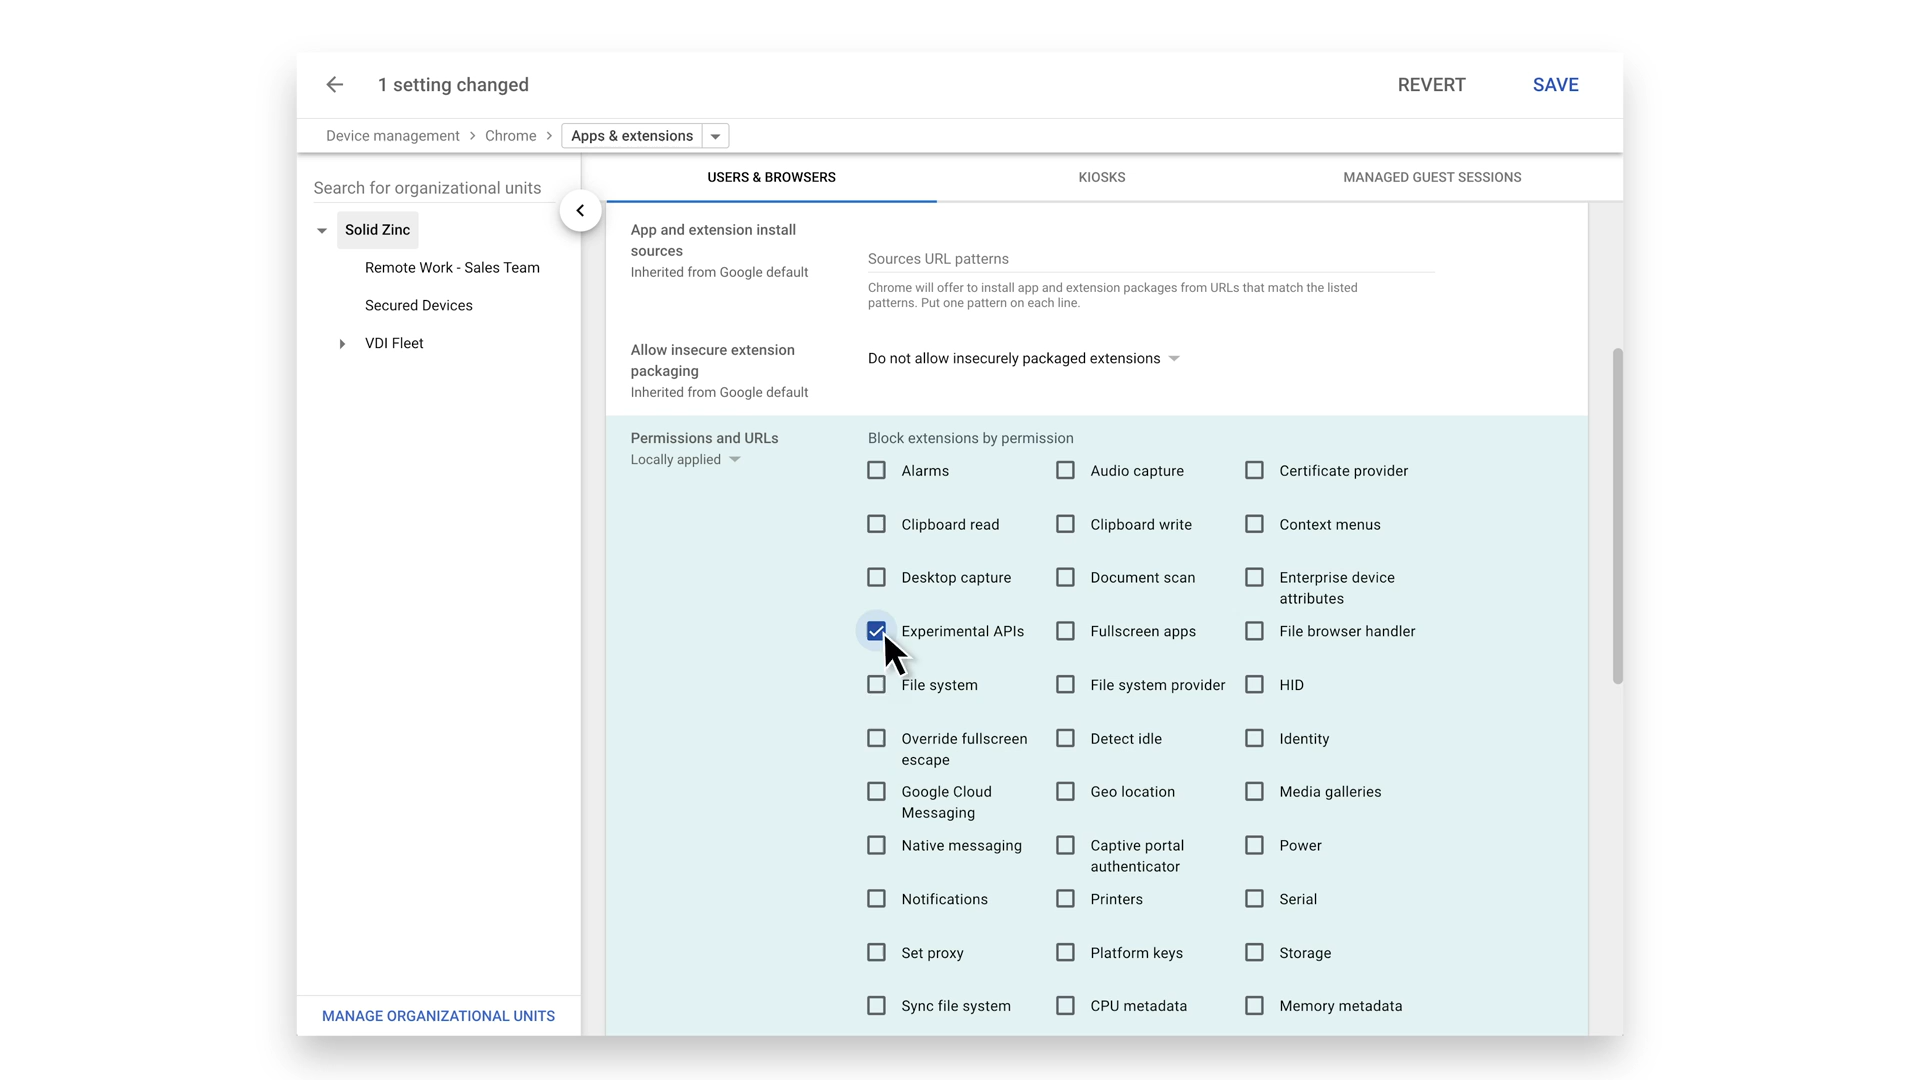 1 setting changed
REVERT
SAVE
Device management > Chrome > Apps & extensions
Search for organizational units
Solid Zinc
Remote Work - Sales Team
Secured Devices
VDI Fleet
MANAGE ORGANIZATIONAL UNITS
USERS & BROWSERS
KIOSKS
MANAGED GUEST SESSIONS
App and extension install
sources
Inherited from Google default
Sources URL patterns
Chrome will offer to install app and extension packages from URLs that match the listed
patterns. Put one pattern on each line.
Allow insecure extension
packaging
Inherited from Google default
Do not allow insecurely packaged extensions
Permissions and URLs
Locally applied
Block extensions by permission
Alarms
Audio capture
Certificate provider
Clipboard read
Clipboard write
Context menus
Desktop capture
Document scan
Enterprise device
attributes
Experimental APIs
Fullscreen apps
File browser handler
File system
File system provider
HID
Override fullscreen
escape
Detect idle
Identity
Google Cloud
Messaging
Geo location
Media galleries
Native messaging
Captive portal
authenticator
Power
Notifications
Printers
Serial
Set proxy
Platform keys
Storage
Sync file system
CPU metadata
Memory metadata